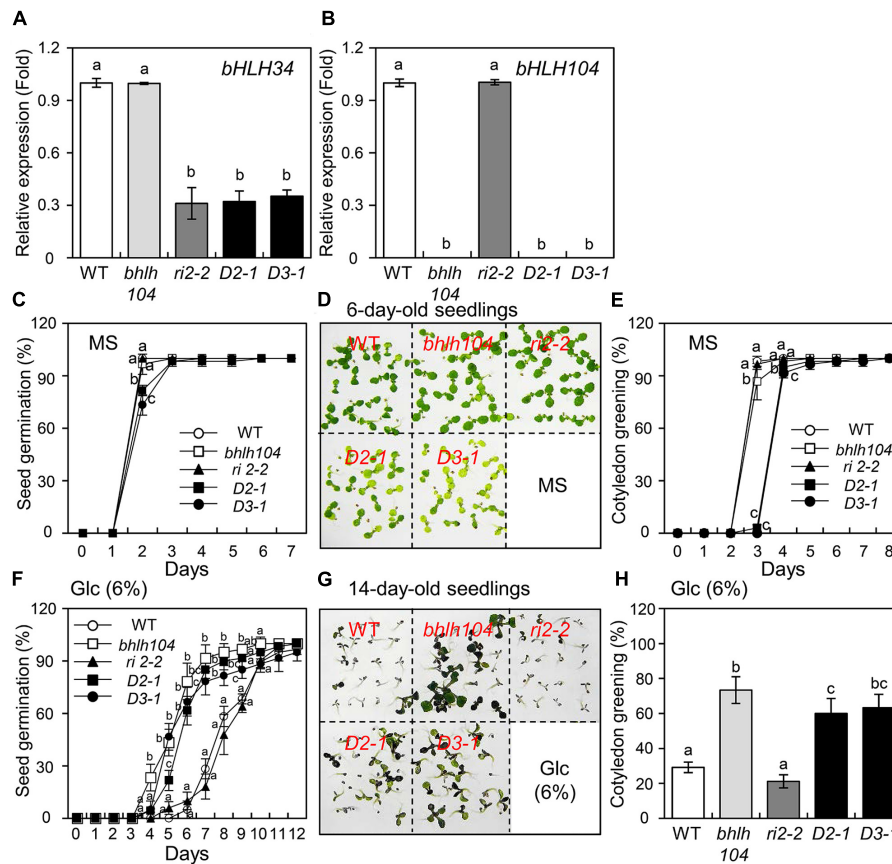 A
Relative expression (Fold)
1.2
0.9
0.6
0.3
0
bHLH34
a
a
b
b
b
WT
bhlh
104
ri2-2
D2-1
D3-1
B
Relative expression (Fold)
1.2
0.9
0.6
0.3
0
bHLH104
a
b
a
b
b
WT
bhlh
104
ri2-2
D2-1
D3-1
C
Seed germination (%)
120
90
60
30
0
MS
a
a
a
b
c
WT
bhlh104
ri 2-2
D2-1
D3-1
0 1 2 3 4 5 6 7
Days
D
6-day-old seedlings
WT
bhlh104
ri2-2
D2-1
D3-1
MS
E
Cotyledon greening (%)
120
90
60
30
0
MS
a
a
b
c
c
a
a
a
b
c
WT
bhlh104
ri 2-2
D2-1
D3-1
0 1 2 3 4 5 6 7 8
Days
F
Glc (6%)
Seed germination (%)
120
90
60
30
0
WT
bhlh104
ri 2-2
D2-1
D3-1
0 1 2 3 4 5 6 7 8 9 10 11 12
Days
G
14-day-old seedlings
WT
bhlh104
ri2-2
D2-1
D3-1
Glc
(6%)
H
Glc (6%)
Cotyledon greening (%)
120
100
80
60
40
20
0
a
b
a
c
bc
WT
bhlh
104
ri2-2
D2-1
D3-1